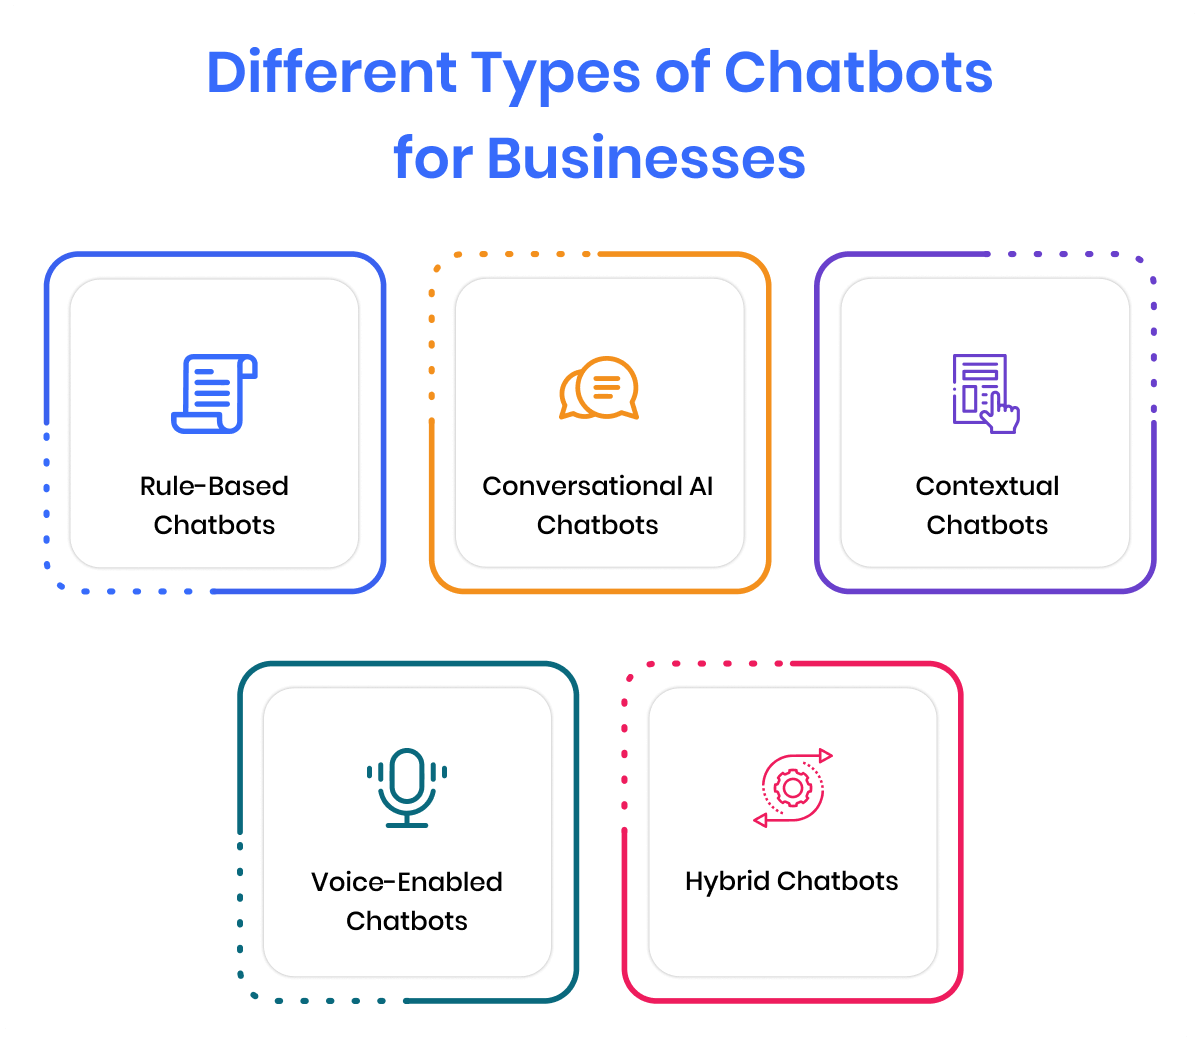 Different Types of Chatbots
for Businesses
Rule-Based
Chatbots
Conversational AI
Chatbots
Contextual
Chatbots
Voice-Enabled
Chatbots
Hybrid Chatbots